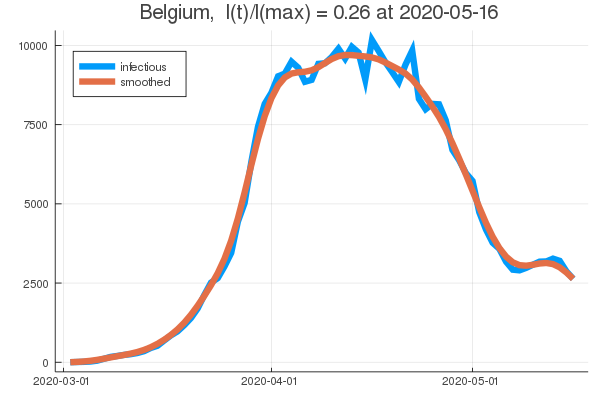 Belgium, I(t)/I(max) = 0.26 at 2020-05-16
10000
infectious
smoothed
7500
5000
2500
0
2020-03-01 2020-04-01 2020-05-01